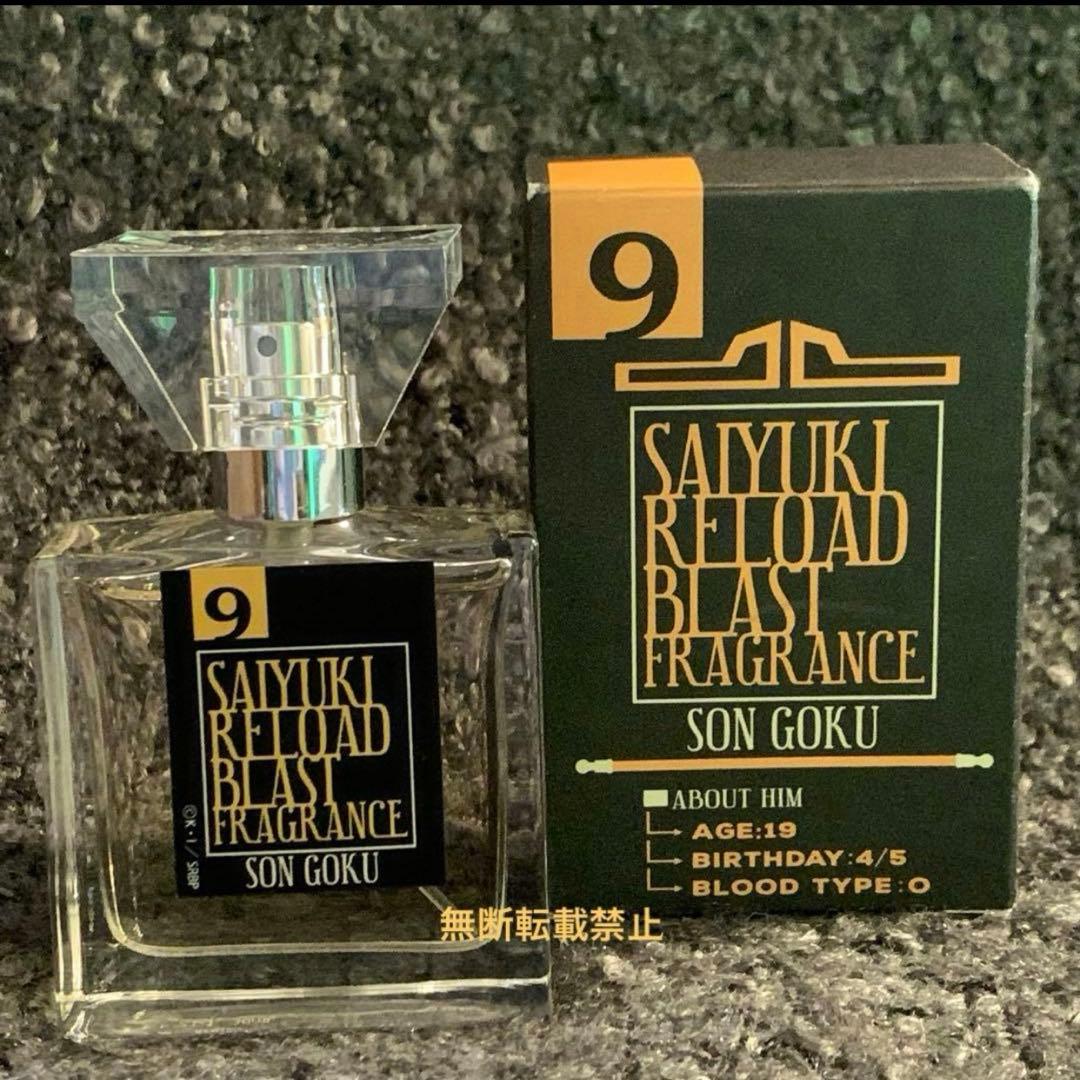 9
SAIYUKI
RELOAD
BLAST
FRAGRANCE
SON GOKU
©K・I／SRBP
9
SAIYUKI
RELOAD
BLAST
FRAGRANCE
SON GOKU
ABOUT HIM
AGE:19
BIRTHDAY:4/5
BLOOD TYPE:O
無断転載禁止